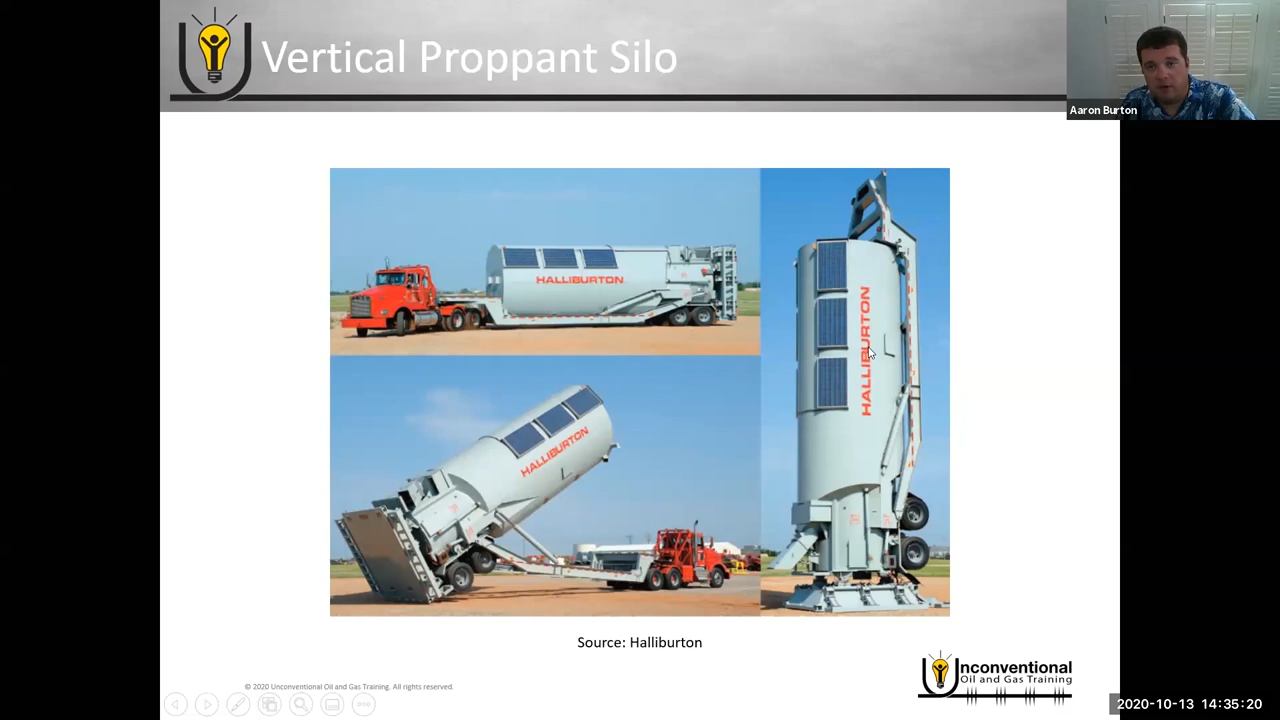 Vertical Proppant Silo
Aaron Burton
HALLIBURTON
HALLIBURTON
HALLIBURTON
Source: Halliburton
© 2020 Unconventional Oil and Gas Training. All rights reserved.
Unconventional
Oil and Gas Training
2020-10-13 14:35:20